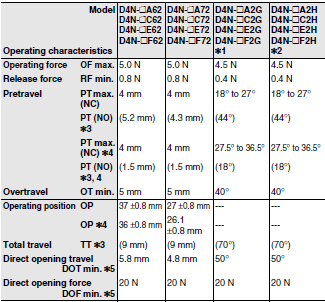 Model D4N-□A62 D4N-□A72 D4N-□A2G D4N-□A2H
D4N-□C62 D4N-□C72 D4N-□C2G D4N-□C2H
D4N-□E62 D4N-□E72 D4N-□E2G D4N-□E2H
D4N-□F62 D4N-□F72 D4N-□F2G D4N-□F2H
Operating characteristics *1 *2
Operating force OF max. 5.0 N 5.0 N 4.5 N 4.5 N
Release force RF min. 0.8 N 0.8 N 0.4 N 0.4 N
Pretravel PT max. (NC) 4 mm 4 mm 18° to 27° 18° to 27°
PT (NO) *3 (5.2 mm) (4.3 mm) (44°) (44°)
PT max. (NC) *4 4 mm 4 mm 27.5° to 36.5° 27.5° to 36.5°
PT (NO) *3, 4 (1.5 mm) (1.5 mm) (18°) (18°)
Overtravel OT min. 5 mm 5 mm 40° 40°
Operating position OP 37 ±0.8 mm 27 ±0.8 mm --- ---
OP *4 36 ±0.8 mm 26.1 ±0.8 mm --- ---
Total travel TT *3 (9 mm) (9 mm) (70°) (70°)
Direct opening travel DOT min. *5 5.8 mm 4.8 mm 50° 50°
Direct opening force DOF min. *5 20 N 20 N 20 N 20 N